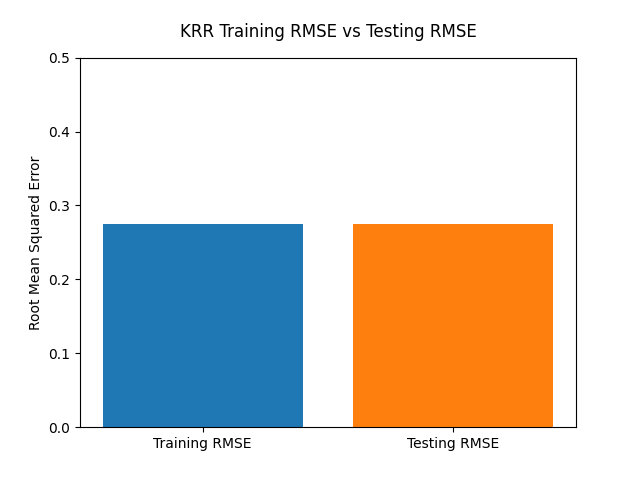 KRR Training RMSE vs Testing RMSE
Root Mean Squared Error
0.5
0.4
0.3
0.2
0.1
0.0
Training RMSE
Testing RMSE